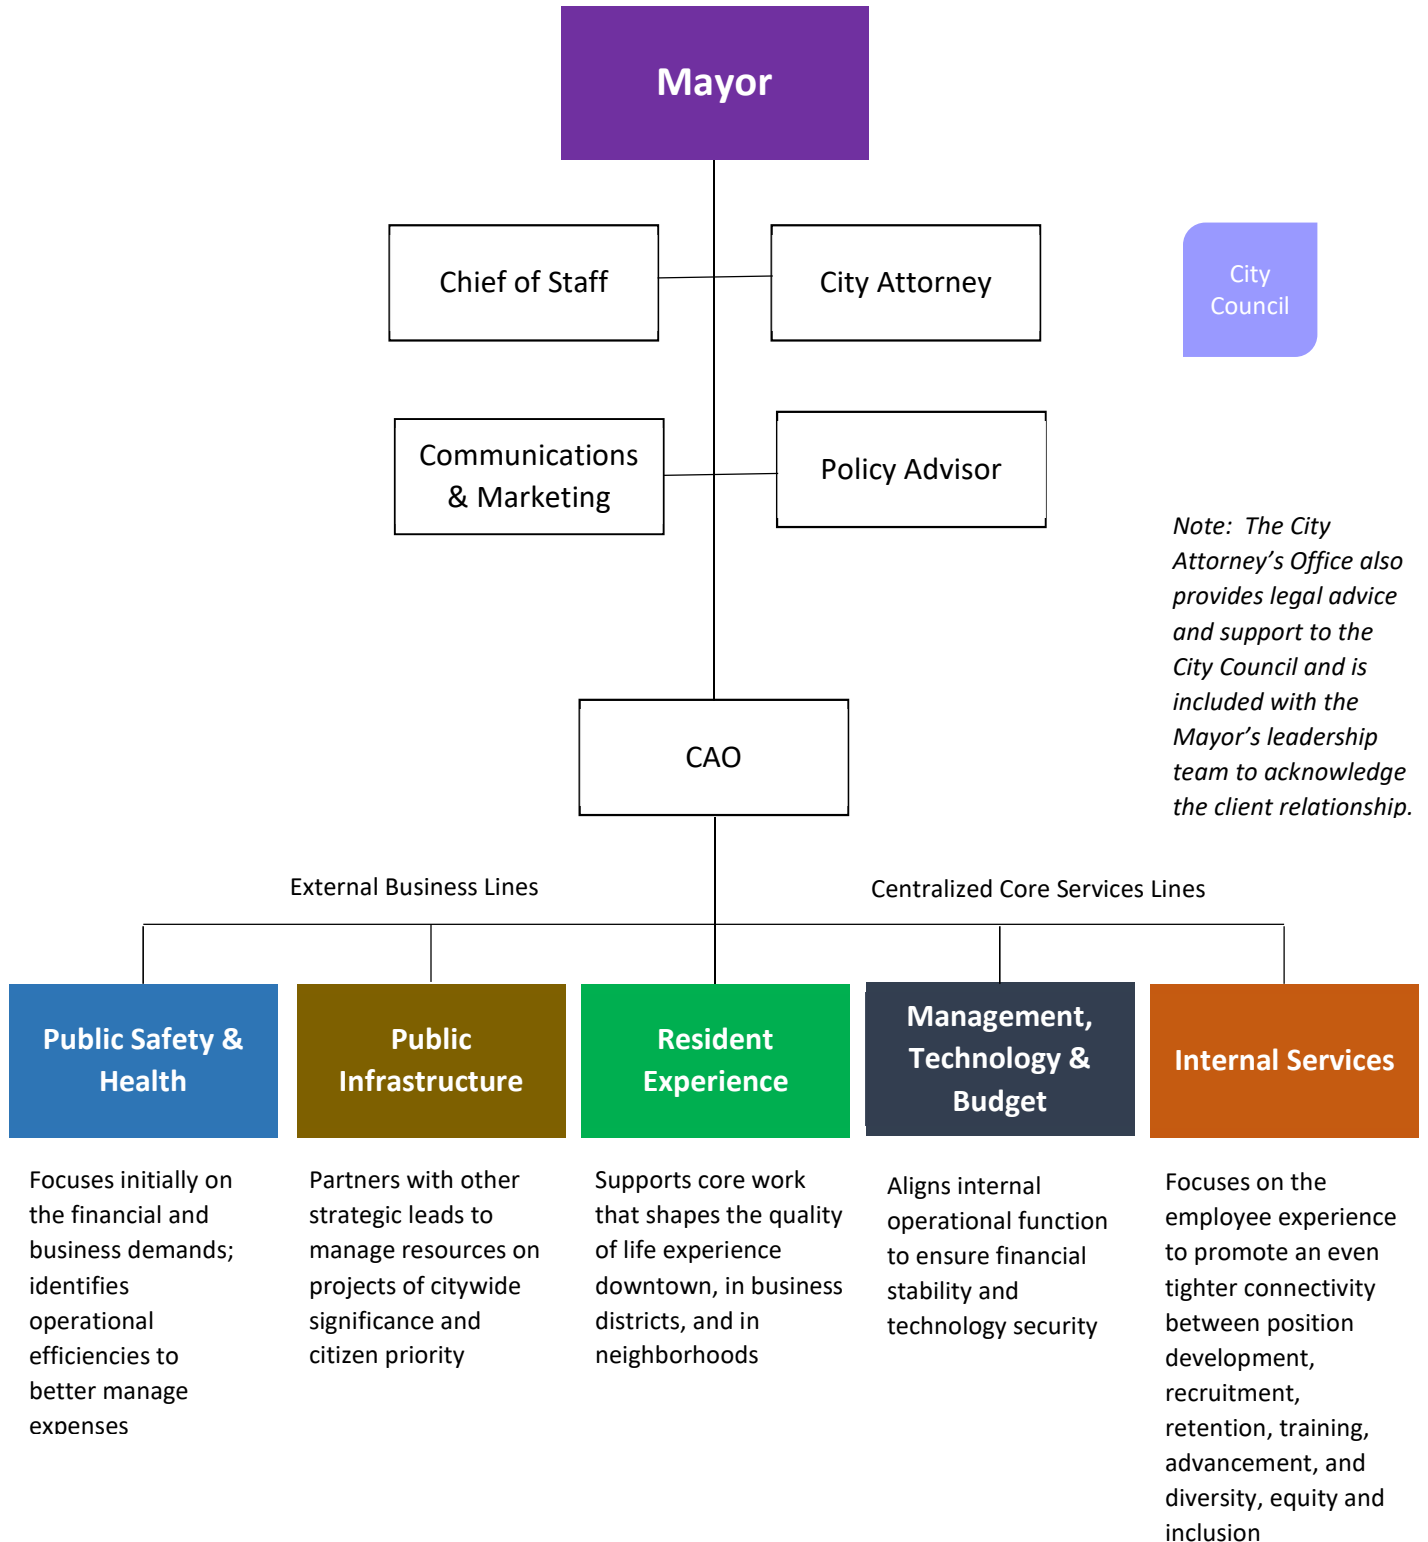 Mayor
Chief of Staff
City Attorney
City
Council
Communications
& Marketing
Policy Advisor
Note:  The City
Attorney’s Office also
provides legal advice
and support to the
City Council and is
included with the
Mayor’s leadership
team to acknowledge
the client relationship.
CAO
External Business Lines
Centralized Core Services Lines
Public Safety &
Health
Public
Infrastructure
Resident
Experience
Management,
Technology &
Budget
Internal Services
Focuses initially on
the financial and
business demands;
identifies
operational
efficiencies to
better manage
expenses
Partners with other
strategic leads to
manage resources on
projects of citywide
significance and
citizen priority
Supports core work
that shapes the quality
of life experience
downtown, in business
districts, and in
neighborhoods
Aligns internal
operational function
to ensure financial
stability and
technology security
Focuses on the
employee experience
to promote an even
tighter connectivity
between position
development,
recruitment,
retention, training,
advancement, and
diversity, equity and
inclusion